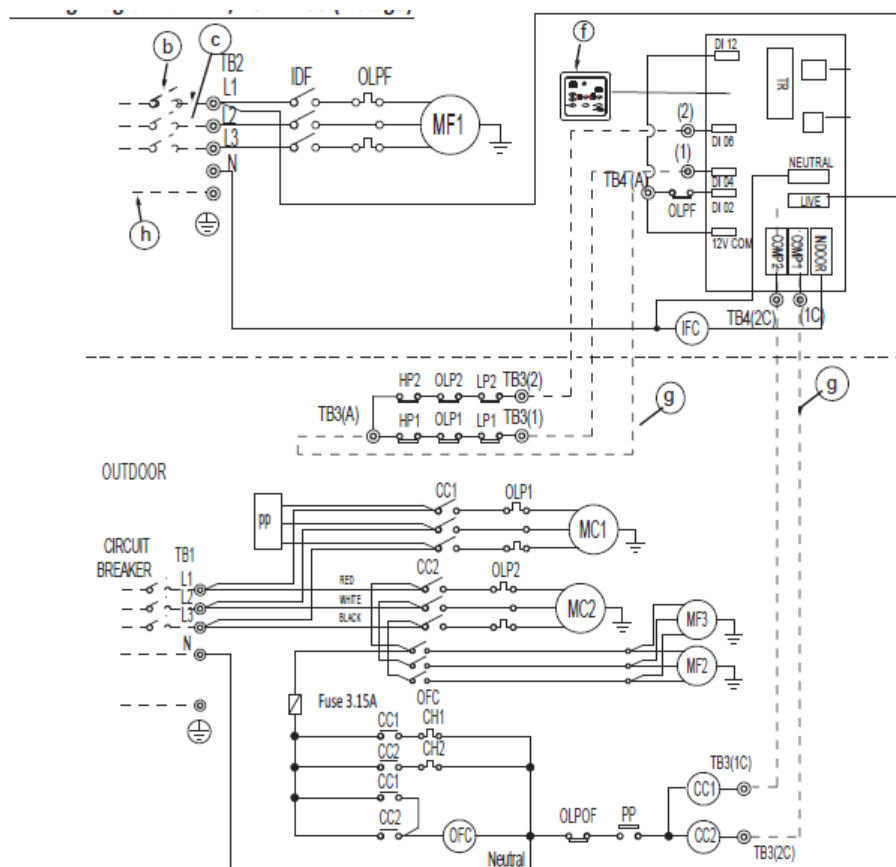 b
c
TB2
L1
L2
L3
N
h
IDF
OLPF
MF1
f
DI 12
TR
(2)
DI 06
(1)
TB4 (A)
DI 04
DI 02
OLPF
NEUTRAL
LIVE
12V COM
COMP2
COMP1
INDOOR
TB4(2C)
(1C)
IFC
HP2 OLP2 LP2 TB3(2)
TB3(A)
HP1 OLP1 LP1 TB3(1)
g
g
OUTDOOR
CC1 OLP1
PP
MC1
CIRCUIT
BREAKER
TB1
L1
L2
L3
N
RED
WHITE
BLACK
CC2 OLP2
MC2
MF3
MF2
Fuse 3.15A
OFC
CC1 CH1
CC2 CH2
CC1
CC2
OFC
Neutral
OLPOF PP
CC1
TB3(1C)
CC2
TB3(2C)